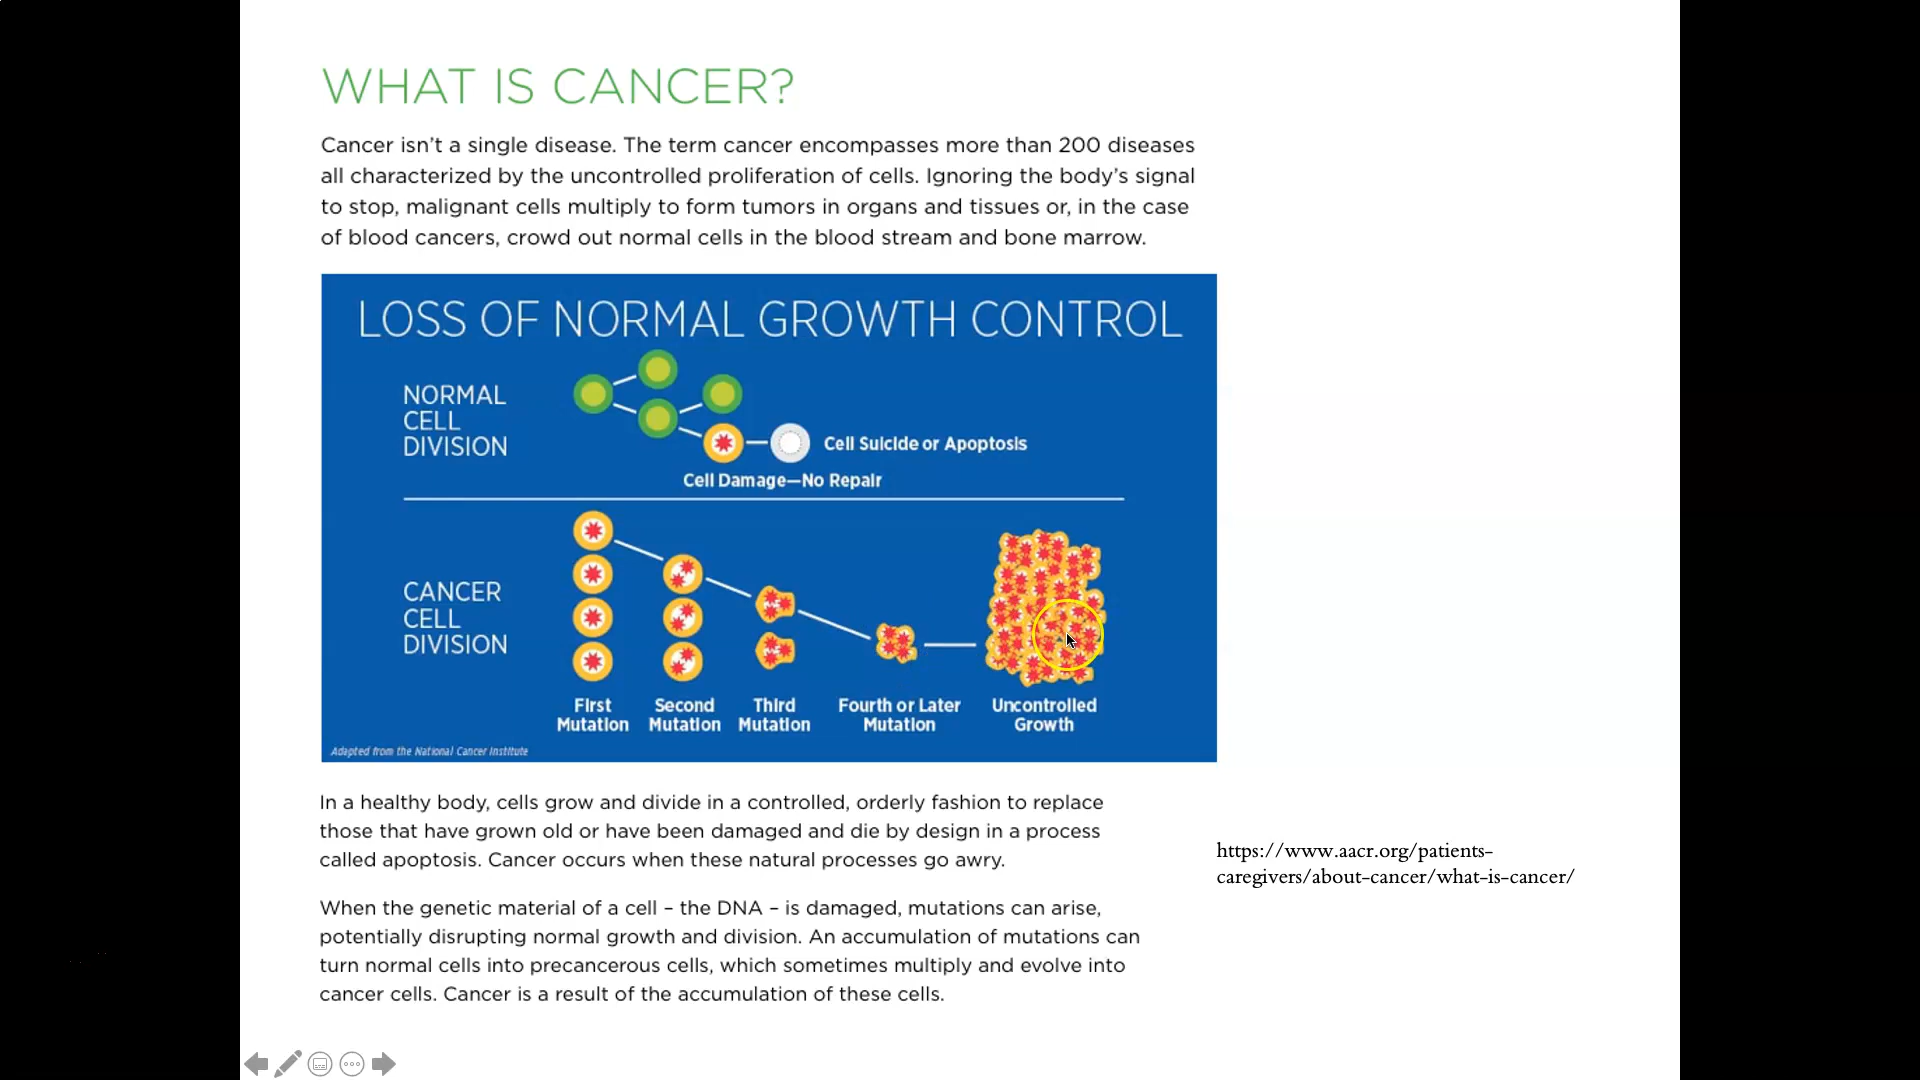 WHAT IS CANCER?
Cancer isn't a single disease. The term cancer encompasses more than 200 diseases
all characterized by the uncontrolled proliferation of cells. Ignoring the body's signal
to stop, malignant cells multiply to form tumors in organs and tissues or, in the case
of blood cancers, crowd out normal cells in the blood stream and bone marrow.
LOSS OF NORMAL GROWTH CONTROL
NORMAL
CELL
DIVISION
Cell Suicide or Apoptosis
Cell Damage—No Repair
CANCER
CELL
DIVISION
First
Mutation
Second
Mutation
Third
Mutation
Fourth or Later
Mutation
Uncontrolled
Growth
Adapted from the National Cancer Institute
In a healthy body, cells grow and divide in a controlled, orderly fashion to replace
those that have grown old or have been damaged and die by design in a process
called apoptosis. Cancer occurs when these natural processes go awry.
https://www.aacr.org/patients-
caregivers/about-cancer/what-is-cancer/
When the genetic material of a cell – the DNA – is damaged, mutations can arise,
potentially disrupting normal growth and division. An accumulation of mutations can
turn normal cells into precancerous cells, which sometimes multiply and evolve into
cancer cells. Cancer is a result of the accumulation of these cells.